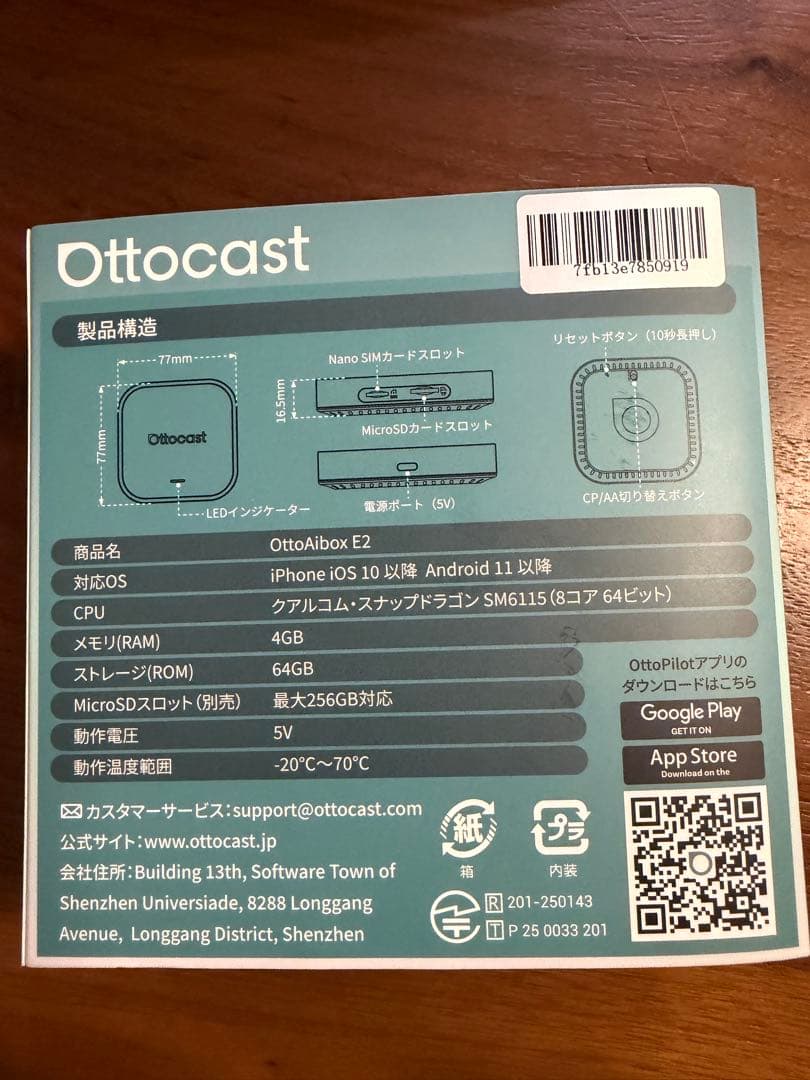 Ottocast
7fb13e7850919
製品構造
リセットボタン（10秒長押し）
77mm
Nano SIMカードスロット
16.5mm
77mm
Ottocast
MicroSDカードスロット
LEDインジケーター
電源ポート（5V）
CP/AA切り替えボタン
商品名 OttoAibox E2
対応OS iPhone iOS 10 以降 Android 11 以降
CPU クアルコム・スナップドラゴン SM6115（8コア 64ビット）
メモリ(RAM) 4GB
ストレージ(ROM) 64GB
MicroSDスロット（別売） 最大256GB対応
動作電圧 5V
動作温度範囲 -20℃～70℃
OttoPilotアプリの
ダウンロードはこちら
Google Play
GET IT ON
App Store
Download on the
カスタマーサービス：support@ottocast.com
公式サイト：www.ottocast.jp
会社住所：Building 13th, Software Town of
Shenzhen Universiade, 8288 Longgang
Avenue, Longgang District, Shenzhen
紙
箱
プラ
内装
R 201-250143
T P 25 0033 201